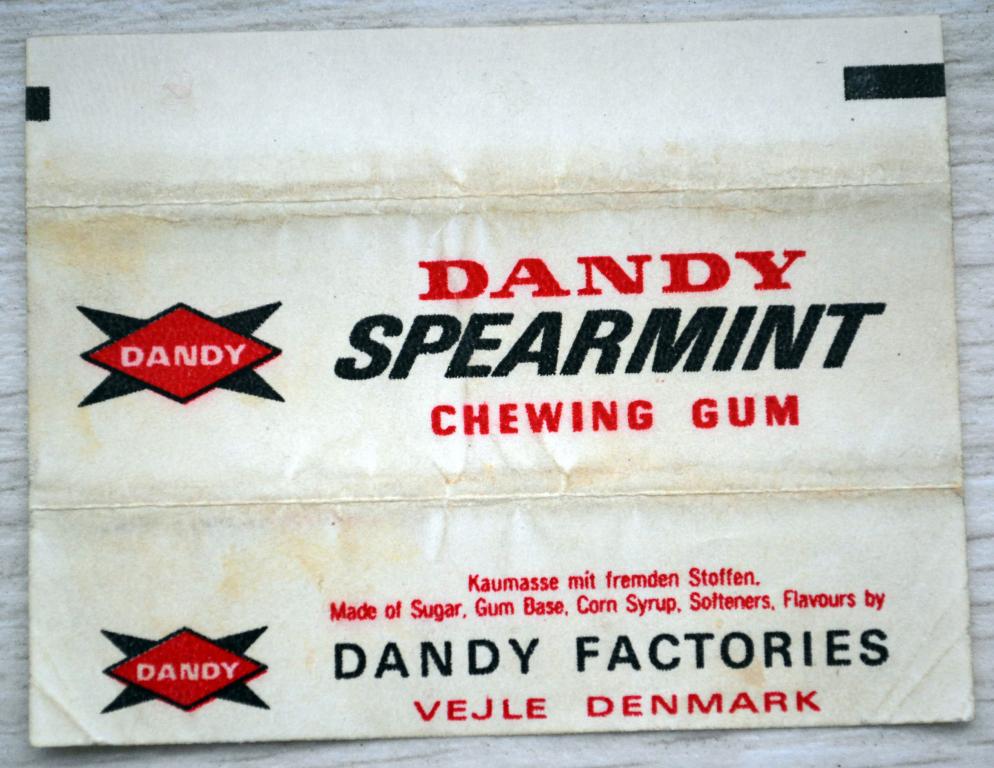 DANDY
DANDY
SPEARMINT
CHEWING GUM
Kaumasse mit fremden Stoffen.
Made of Sugar, Gum Base, Corn Syrup, Softeners, Flavours by
DANDY
DANDY FACTORIES
VEJLE DENMARK